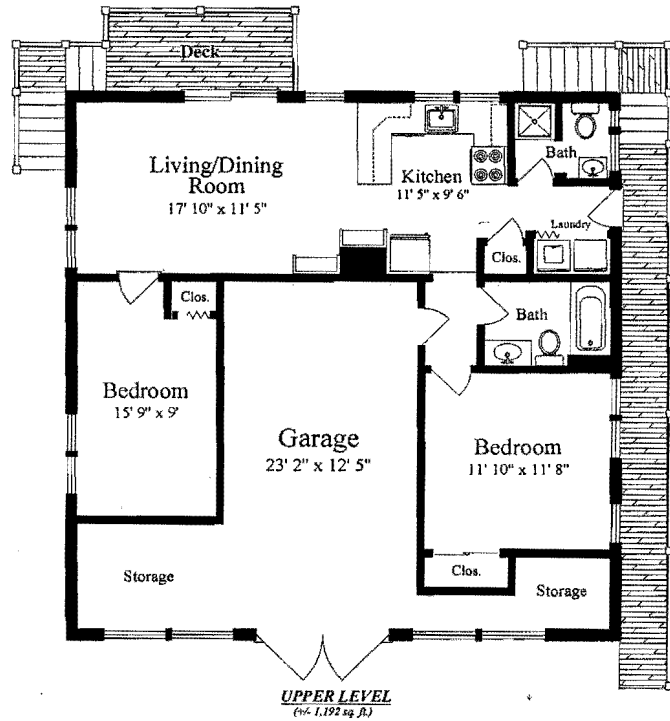 Deck
Living/Dining
Room
17' 10" x 11' 5"
Kitchen
11' 5" x 9' 6"
Bath
Laundry
Clos.
Clos.
Bath
Bedroom
15' 9" x 9'
Garage
23' 2" x 12' 5"
Bedroom
11' 10" x 11' 8"
Clos.
Storage
Storage
UPPER LEVEL
(+/- 1,192 sq. ft.)